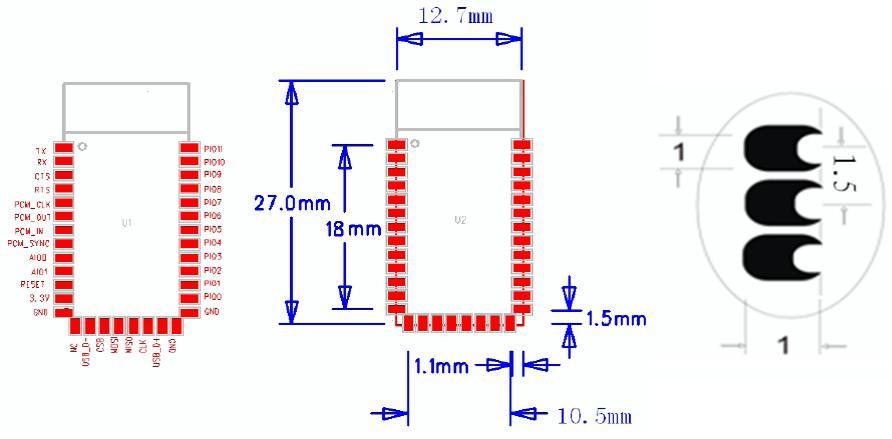 12.7mm
TX
RX
CTS
RTS
PCM_CLK
PCM_OUT
PCM_IN
PCM_SYNC
AIO0
AIO1
RESET
3.3V
GND
U1
PIO11
PIO10
PIO9
PIO8
PIO7
PIO6
PIO5
PIO4
PIO3
PIO2
PIO1
PIO0
GND
NC
USB_D-
CSB
MOSI
MISO
CLK
USB_D+
GND
27.0mm
18mm
U2
1.5mm
1.1mm
10.5mm
1
1.5
1